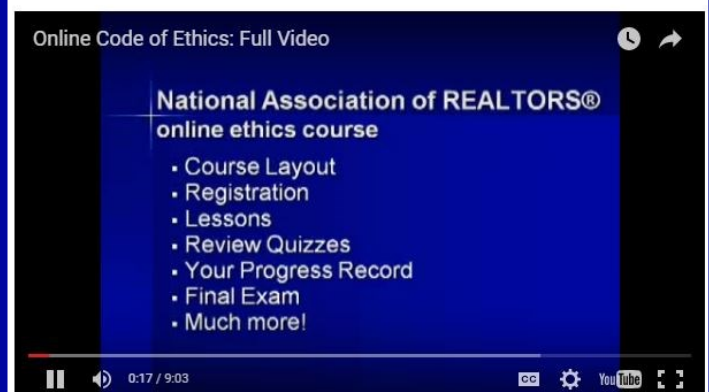 Online Code of Ethics: Full Video
National Association of REALTORS®
online ethics course
▪ Course Layout
▪ Registration
▪ Lessons
▪ Review Quizzes
▪ Your Progress Record
▪ Final Exam
▪ Much more!
0:17 / 9:03
CC
YouTube